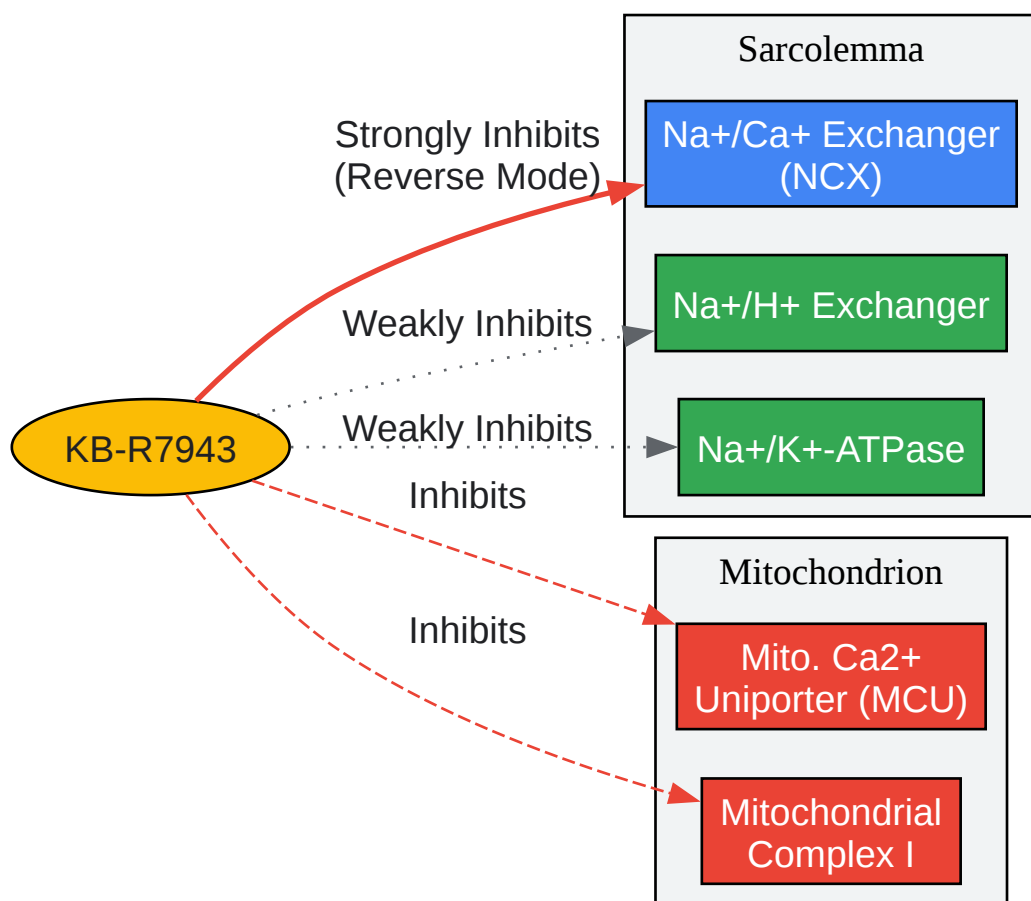 Sarcolemma
Strongly Inhibits
(Reverse Mode)
Na+/Ca+ Exchanger
(NCX)
Weakly Inhibits
Na+/H+ Exchanger
KB-R7943
Weakly Inhibits
Na+/K+-ATPase
Inhibits
Mitochondrion
Inhibits
Mito. Ca2+
Uniporter (MCU)
Mitochondrial
Complex I